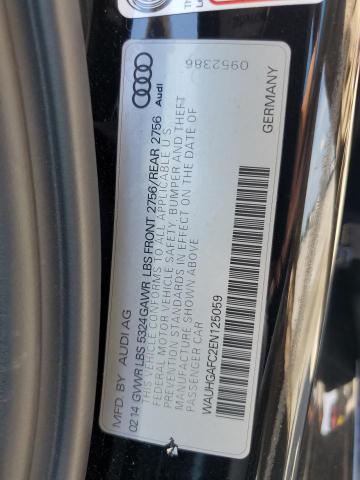 MFD. BY AUDI AG
02 14 GVWR LBS 5324 GAWR LBS FRONT 2756/REAR 2756
THIS VEHICLE CONFORMS TO ALL APPLICABLE U.S.
FEDERAL MOTOR VEHICLE SAFETY, BUMPER AND THEFT
PREVENTION STANDARDS IN EFFECT ON THE DATE OF
MANUFACTURE SHOWN ABOVE
PASSENGER CAR
WAUHGAFC2EN125059
GERMANY
Audi
0952386